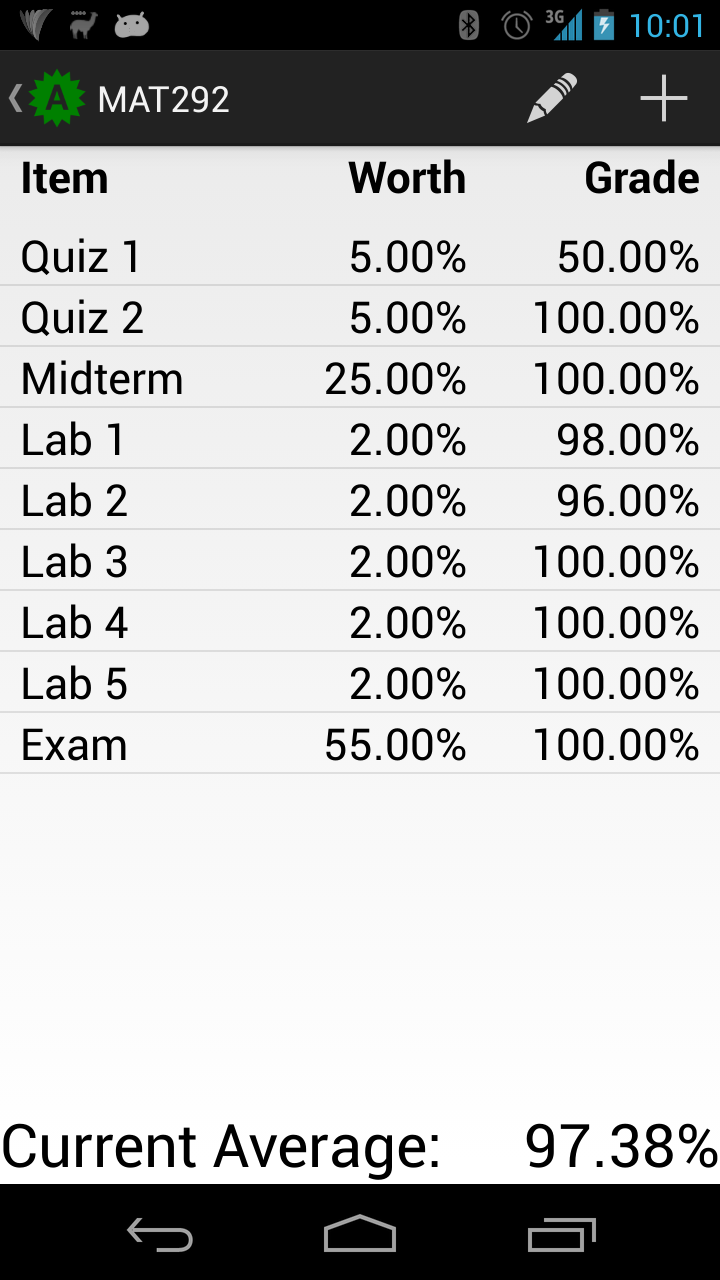 3G 10:01
A MAT292
Item Worth Grade
Quiz 1 5.00% 50.00%
Quiz 2 5.00% 100.00%
Midterm 25.00% 100.00%
Lab 1 2.00% 98.00%
Lab 2 2.00% 96.00%
Lab 3 2.00% 100.00%
Lab 4 2.00% 100.00%
Lab 5 2.00% 100.00%
Exam 55.00% 100.00%
Current Average: 97.38%